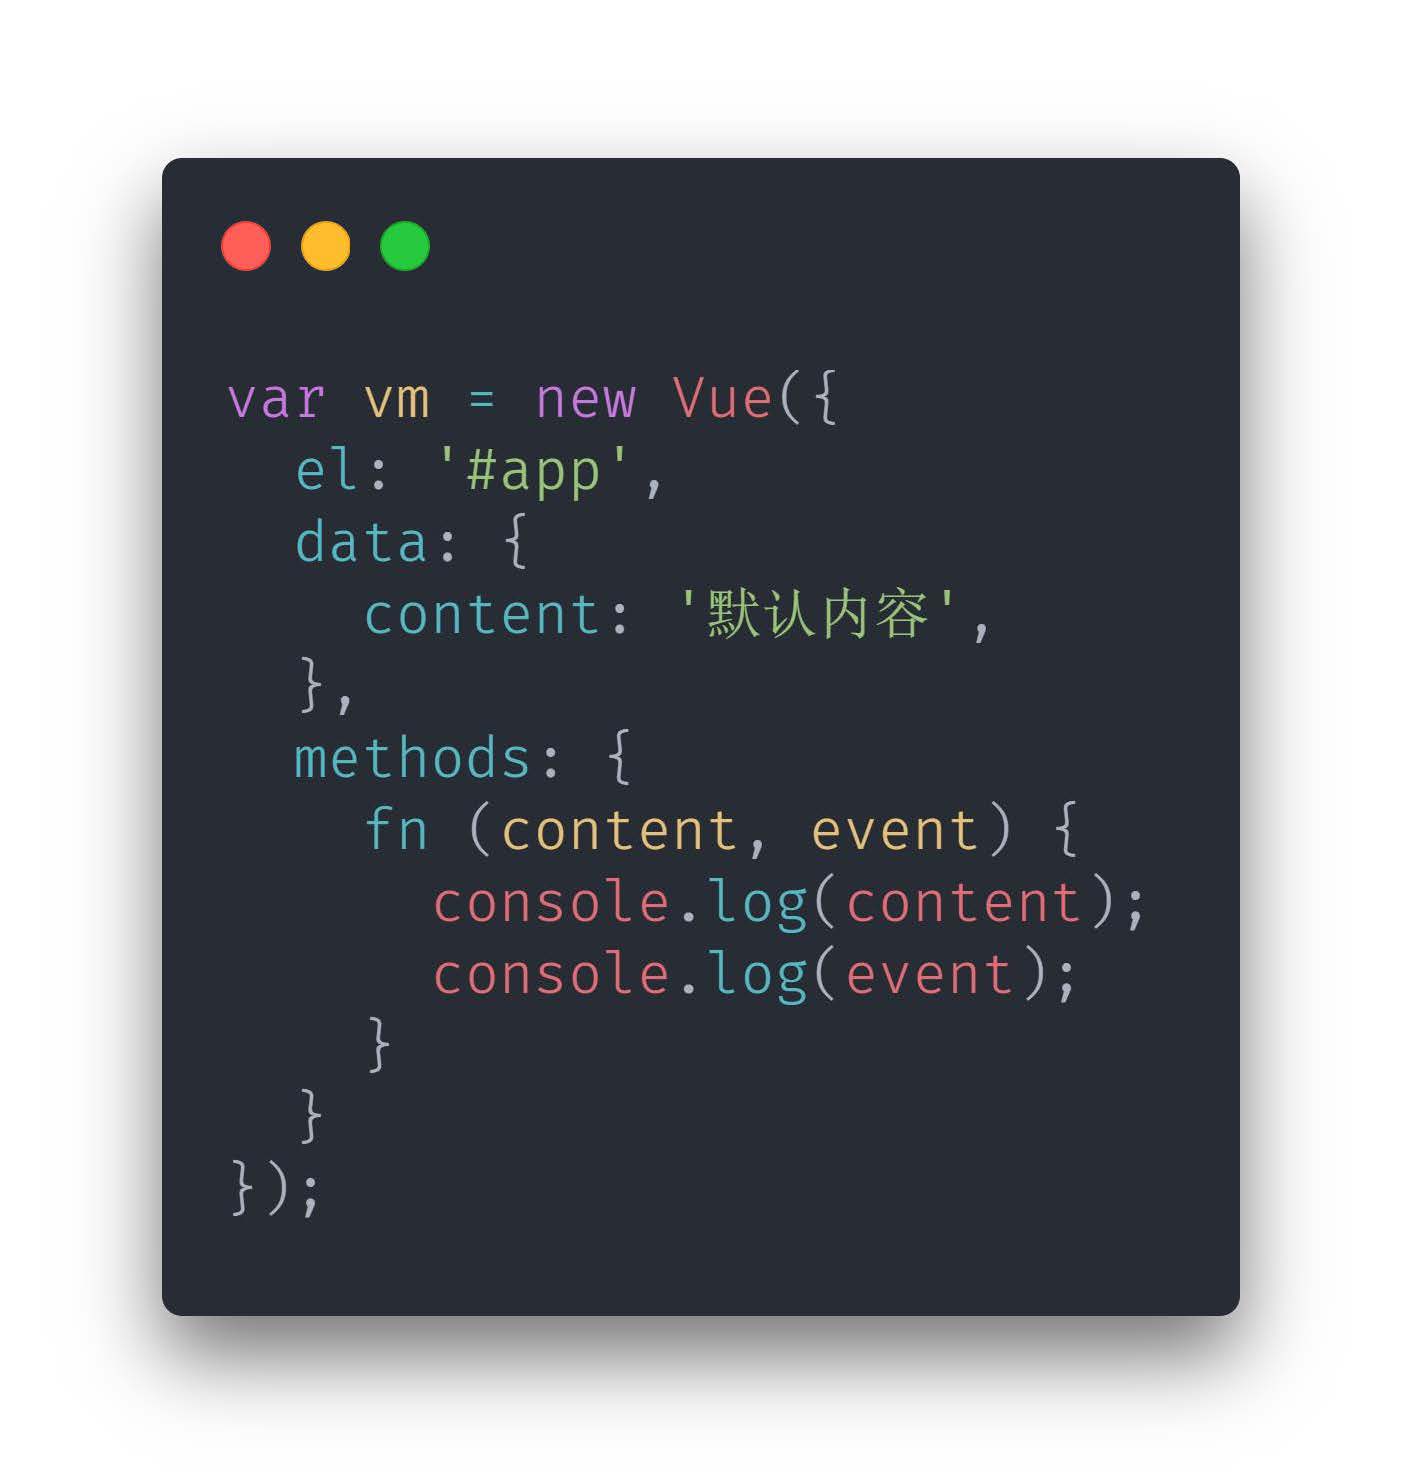 var vm = new Vue({
  el: '#app',
  data: {
    content: '默认内容',
  },
  methods: {
    fn (content, event) {
      console.log(content);
      console.log(event);
    }
  }
});